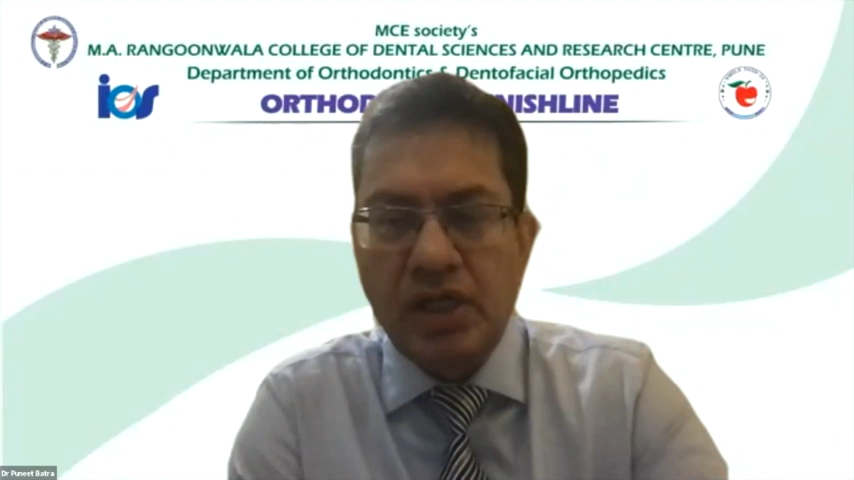 MCE society's
M.A. RANGOONWALA COLLEGE OF DENTAL SCIENCES AND RESEARCH CENTRE, PUNE
Department of Orthodontics & Dentofacial Orthopedics
ios
ORTHOD NISHLINE
Dr Puneet Batra